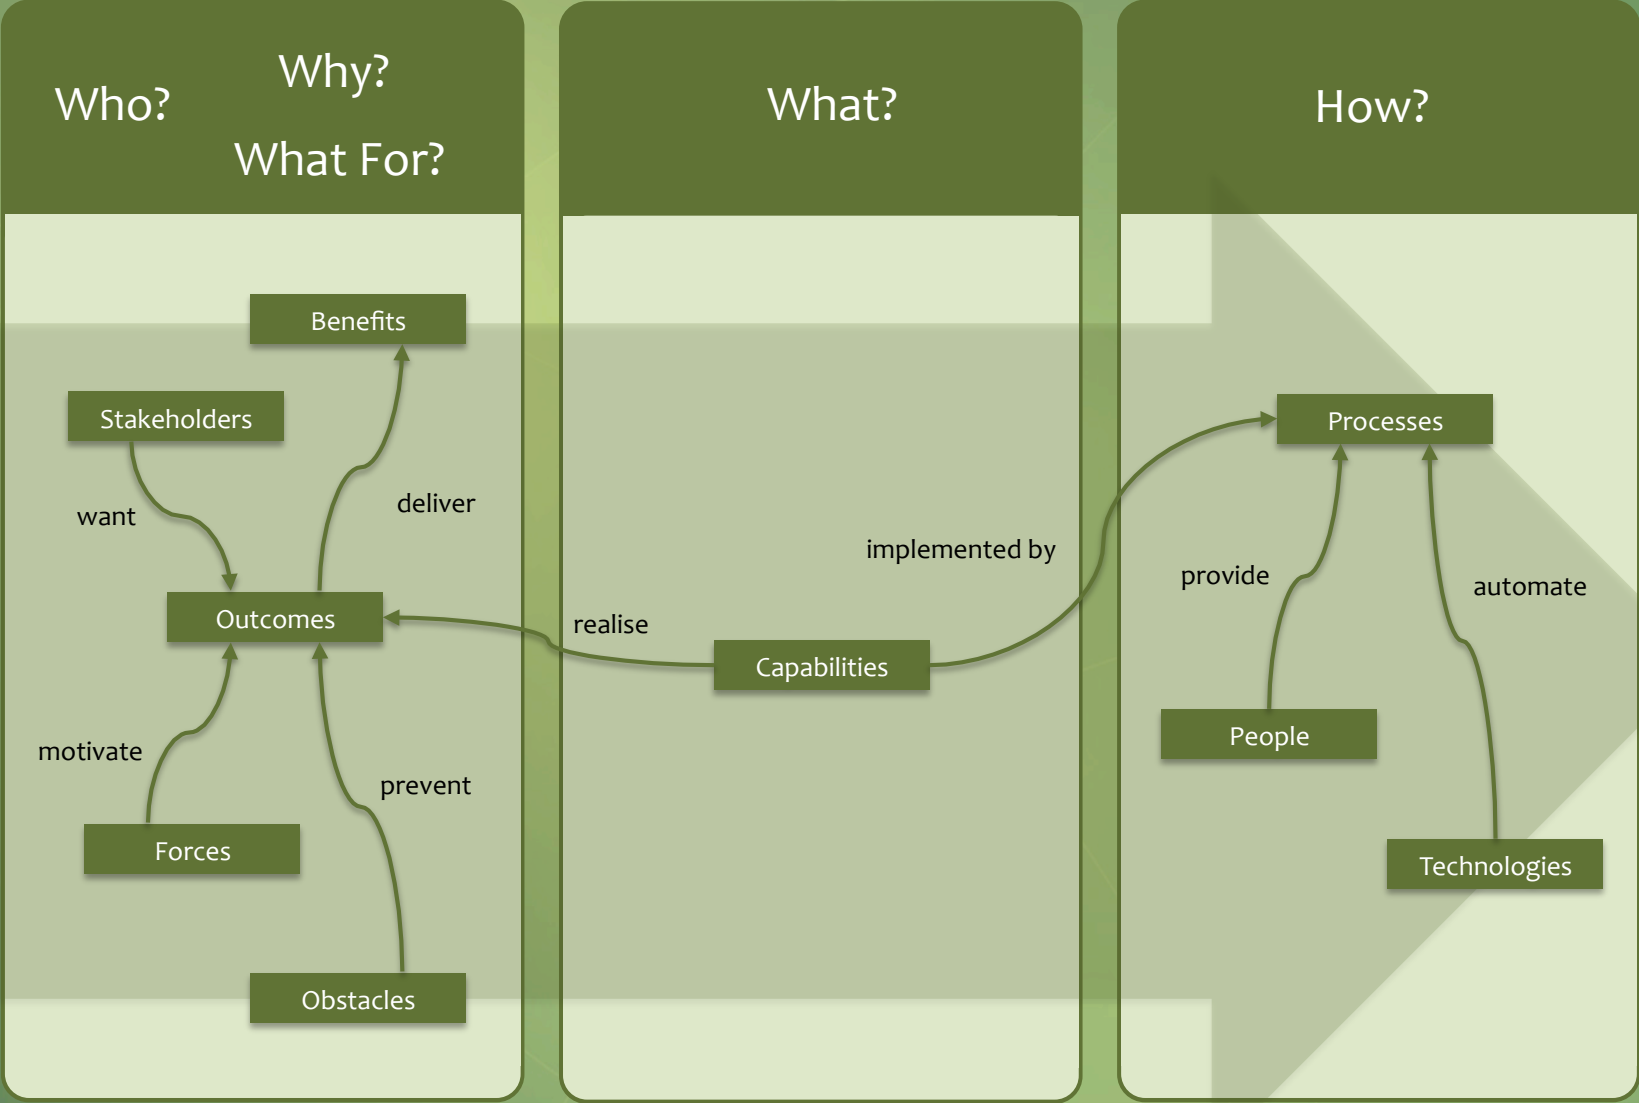 Who?
Why?
What For?
What?
How?
Benefits
Stakeholders
want
deliver
Outcomes
motivate
prevent
Forces
Obstacles
realise
Capabilities
implemented by
Processes
provide
automate
People
Technologies